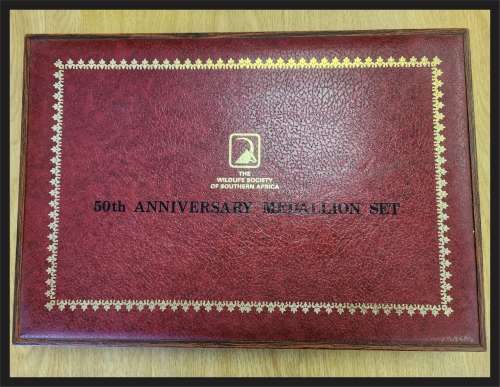 THE
WILDLIFE SOCIETY
OF SOUTHERN AFRICA
50th ANNIVERSARY MEDALLION SET